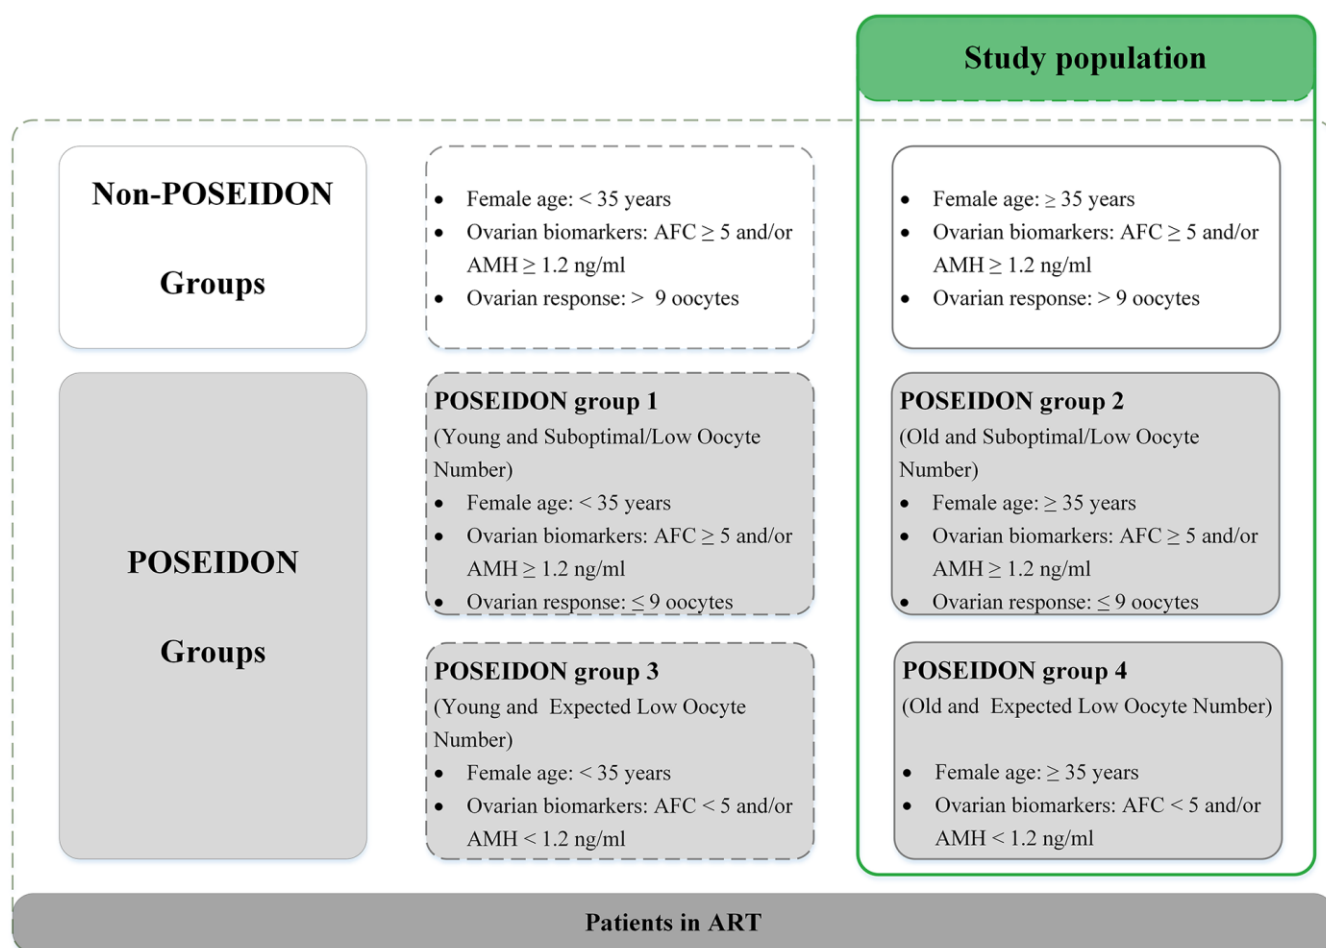 Study population
Non-POSEIDON
Groups
• Female age: < 35 years
• Ovarian biomarkers: AFC ≥ 5 and/or
AMH ≥ 1.2 ng/ml
• Ovarian response: > 9 oocytes
• Female age: ≥ 35 years
• Ovarian biomarkers: AFC ≥ 5 and/or
AMH ≥ 1.2 ng/ml
• Ovarian response: > 9 oocytes
POSEIDON
Groups
POSEIDON group 1
(Young and Suboptimal/Low Oocyte
Number)
• Female age: < 35 years
• Ovarian biomarkers: AFC ≥ 5 and/or
AMH ≥ 1.2 ng/ml
• Ovarian response: ≤ 9 oocytes
POSEIDON group 2
(Old and Suboptimal/Low Oocyte
Number)
• Female age: ≥ 35 years
• Ovarian biomarkers: AFC ≥ 5 and/or
AMH ≥ 1.2 ng/ml
• Ovarian response: ≤ 9 oocytes
POSEIDON group 3
(Young and Expected Low Oocyte
Number)
• Female age: < 35 years
• Ovarian biomarkers: AFC < 5 and/or
AMH < 1.2 ng/ml
POSEIDON group 4
(Old and Expected Low Oocyte Number)
• Female age: ≥ 35 years
• Ovarian biomarkers: AFC < 5 and/or
AMH < 1.2 ng/ml
Patients in ART